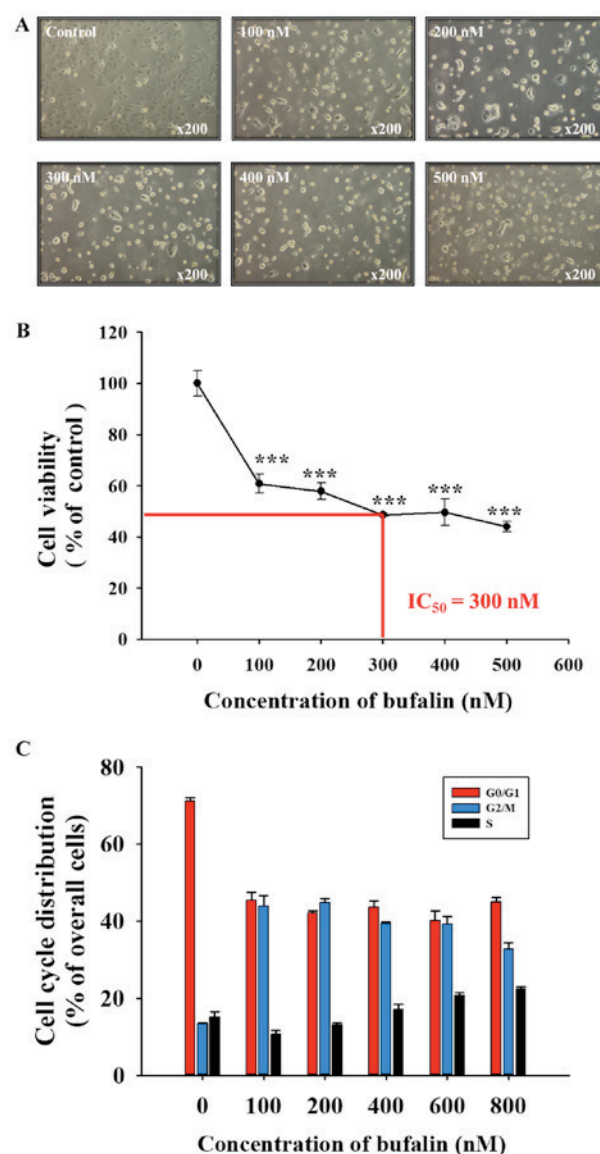 A
Control
100 nM
200 nM
x200
x200
x200
300 nM
400 nM
500 nM
x200
x200
x200
B
120
100
80
60
40
20
0
Cell viability
( % of control )
***
***
***
***
***
IC₅₀ = 300 nM
0
100
200
300
400
500
600
Concentration of bufalin (nM)
C
80
60
40
20
0
Cell cycle distribution
(% of overall cells)
G0/G1
G2/M
S
0
100
200
400
600
800
Concentration of bufalin (nM)